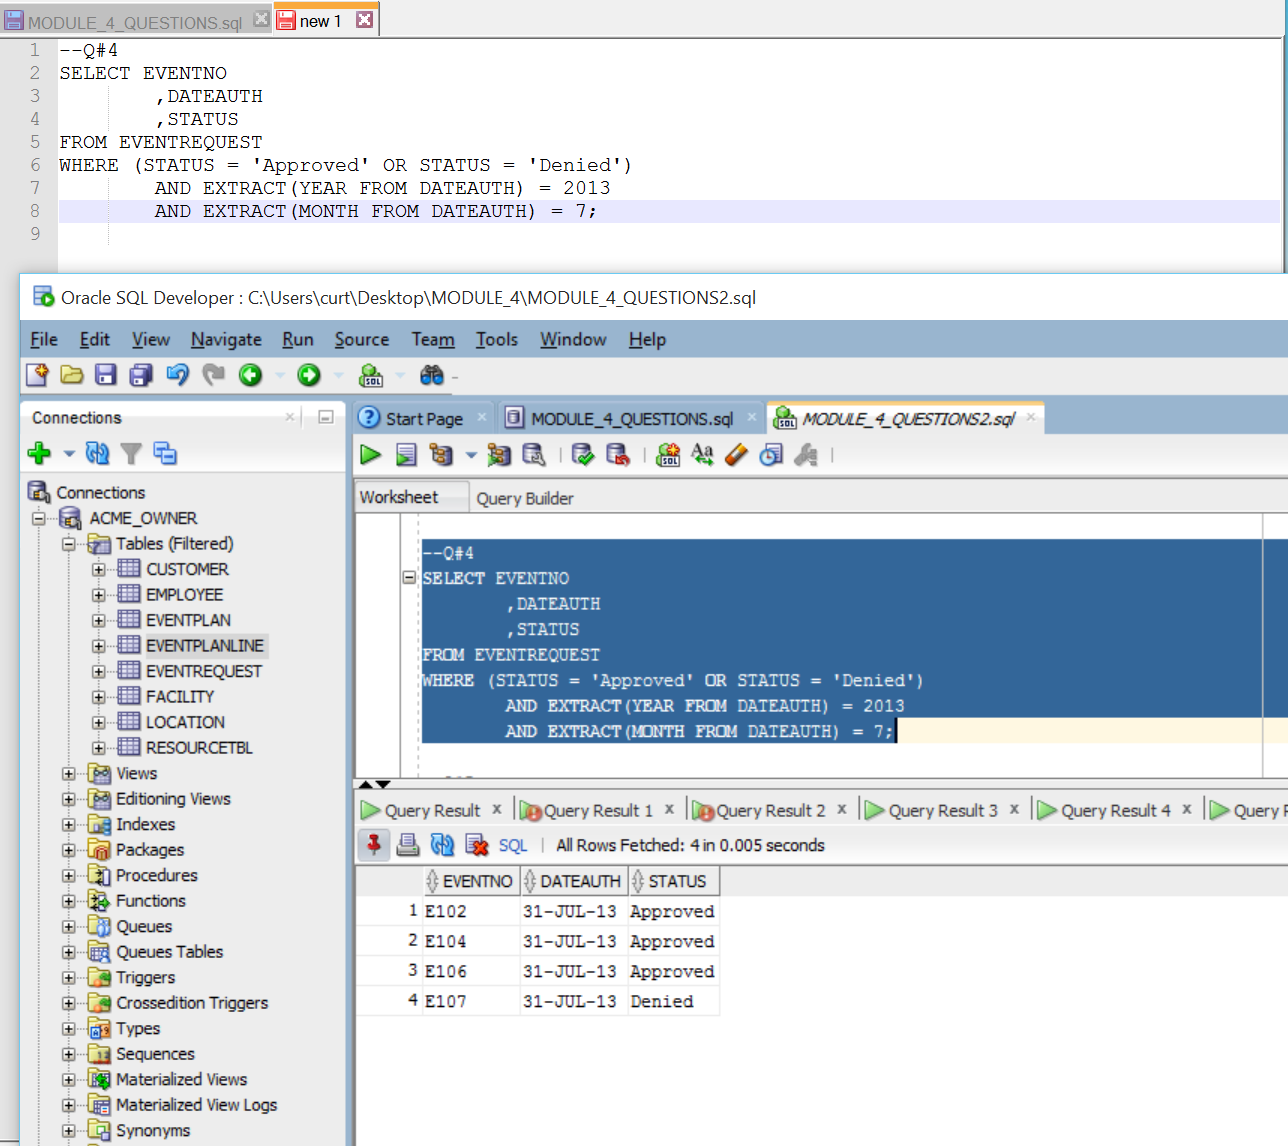 MODULE_4_QUESTIONS.sql new 1
1 --Q#4
2 SELECT EVENTNO
3 ,DATEAUTH
4 ,STATUS
5 FROM EVENTREQUEST
6 WHERE (STATUS = 'Approved' OR STATUS = 'Denied')
7 AND EXTRACT(YEAR FROM DATEAUTH) = 2013
8 AND EXTRACT(MONTH FROM DATEAUTH) = 7;
9
Oracle SQL Developer : C:\Users\curt\Desktop\MODULE_4\MODULE_4_QUESTIONS2.sql
File Edit View Navigate Run Source Team Tools Window Help
Connections
Connections
ACME_OWNER
Tables (Filtered)
CUSTOMER
EMPLOYEE
EVENTPLAN
EVENTPLANLINE
EVENTREQUEST
FACILITY
LOCATION
RESOURCETBL
Views
Editioning Views
Indexes
Packages
Procedures
Functions
Queues
Queues Tables
Triggers
Crossedition Triggers
Types
Sequences
Materialized Views
Materialized View Logs
Synonyms
Start Page MODULE_4_QUESTIONS.sql MODULE_4_QUESTIONS2.sql
Worksheet Query Builder
--Q#4
SELECT EVENTNO
,DATEAUTH
,STATUS
FROM EVENTREQUEST
WHERE (STATUS = 'Approved' OR STATUS = 'Denied')
AND EXTRACT(YEAR FROM DATEAUTH) = 2013
AND EXTRACT(MONTH FROM DATEAUTH) = 7;
Query Result Query Result 1 Query Result 2 Query Result 3 Query Result 4 Query
SQL All Rows Fetched: 4 in 0.005 seconds
EVENTNO DATEAUTH STATUS
1 E102 31-JUL-13 Approved
2 E104 31-JUL-13 Approved
3 E106 31-JUL-13 Approved
4 E107 31-JUL-13 Denied